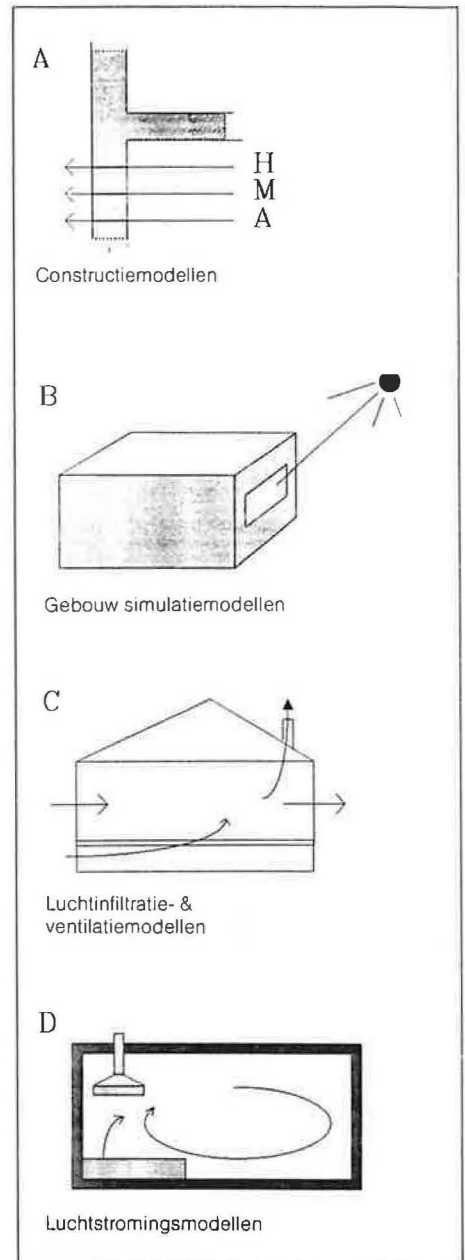 A
H
M
A
Constructiemodellen
B
Gebouw simulatiemodellen
C
Luchtinfiltratie- &
ventilatiemodellen
D
Luchtstromingsmodellen